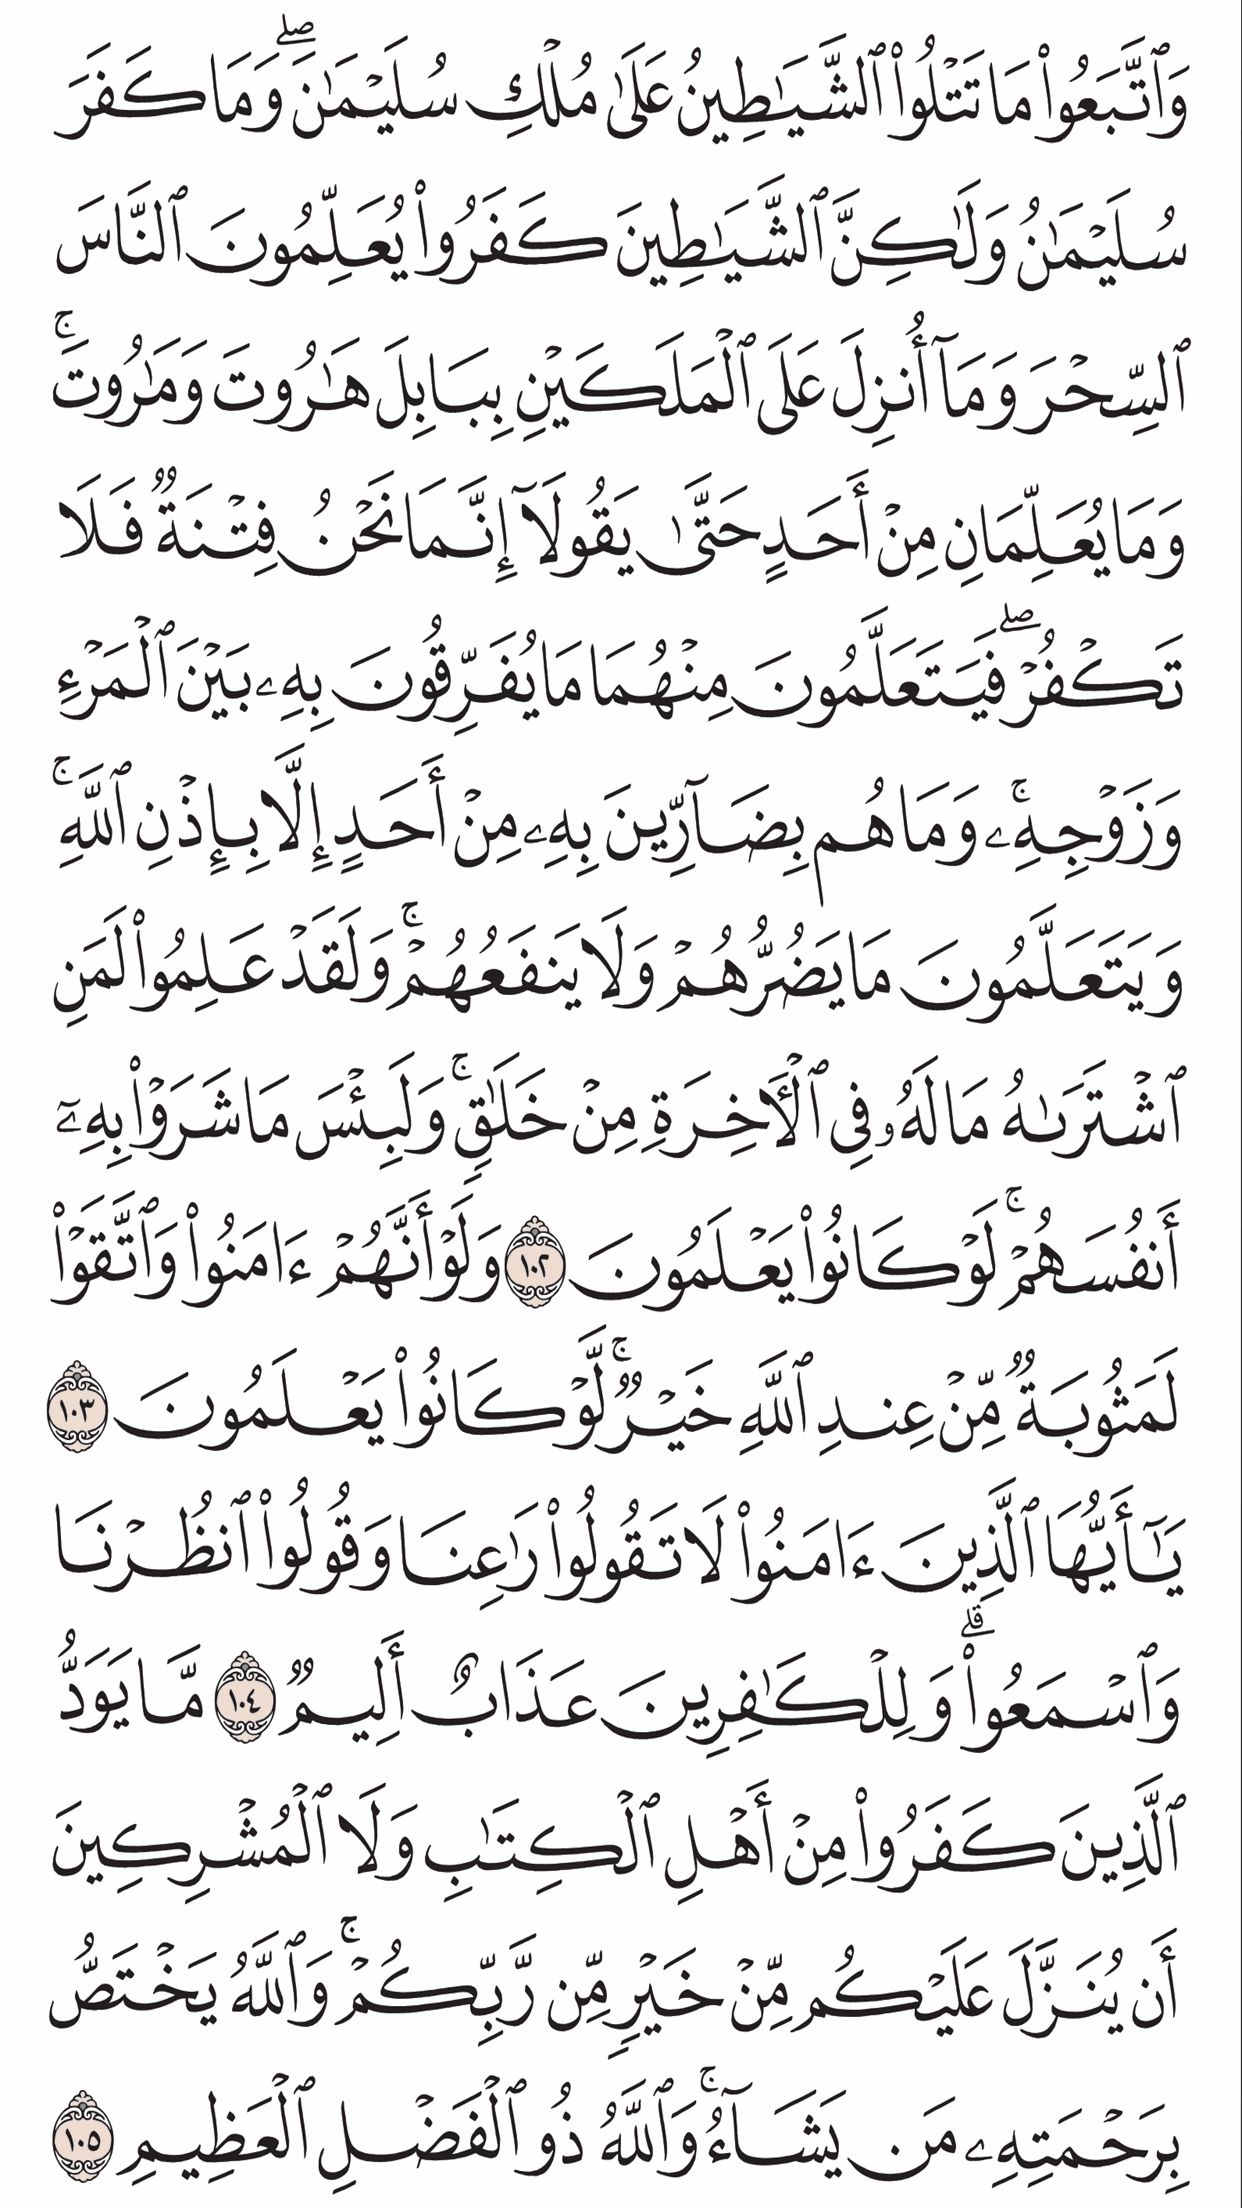 وَٱتَّبَعُوا۟ مَا تَتْلُوا۟ ٱلشَّيَـٰطِينُ عَلَىٰ مُلْكِ سُلَيْمَـٰنَ ۖ وَمَا كَفَرَ
سُلَيْمَـٰنُ وَلَـٰكِنَّ ٱلشَّيَـٰطِينَ كَفَرُوا۟ يُعَلِّمُونَ ٱلنَّاسَ
ٱلسِّحْرَ وَمَآ أُنزِلَ عَلَى ٱلْمَلَكَيْنِ بِبَابِلَ هَـٰرُوتَ وَمَـٰرُوتَ ۚ
وَمَا يُعَلِّمَانِ مِنْ أَحَدٍ حَتَّىٰ يَقُولَآ إِنَّمَا نَحْنُ فِتْنَةٌ فَلَا
تَكْفُرْ ۖ فَيَتَعَلَّمُونَ مِنْهُمَا مَا يُفَرِّقُونَ بِهِۦ بَيْنَ ٱلْمَرْءِ
وَزَوْجِهِۦ ۚ وَمَا هُم بِضَآرِّينَ بِهِۦ مِنْ أَحَدٍ إِلَّا بِإِذْنِ ٱللَّهِ ۚ
وَيَتَعَلَّمُونَ مَا يَضُرُّهُمْ وَلَا يَنفَعُهُمْ ۚ وَلَقَدْ عَلِمُوا۟ لَمَنِ
ٱشْتَرَىٰهُ مَا لَهُۥ فِى ٱلْـَٔاخِرَةِ مِنْ خَلَـٰقٍ ۚ وَلَبِئْسَ مَا شَرَوْا۟ بِهِۦٓ
أَنفُسَهُمْ ۚ لَوْ كَانُوا۟ يَعْلَمُونَ ١٠٢ وَلَوْ أَنَّهُمْ ءَامَنُوا۟ وَٱتَّقَوْا۟
لَمَثُوبَةٌ مِّنْ عِندِ ٱللَّهِ خَيْرٌ ۚ لَّوْ كَانُوا۟ يَعْلَمُونَ ١٠٣
يَـٰٓأَيُّهَا ٱلَّذِينَ ءَامَنُوا۟ لَا تَقُولُوا۟ رَٰعِنَا وَقُولُوا۟ ٱنظُرْنَا
وَٱسْمَعُوا۟ ۗ وَلِلْكَـٰفِرِينَ عَذَابٌ أَلِيمٌ ١٠٤ مَّا يَوَدُّ
ٱلَّذِينَ كَفَرُوا۟ مِنْ أَهْلِ ٱلْكِتَـٰبِ وَلَا ٱلْمُشْرِكِينَ
أَن يُنَزَّلَ عَلَيْكُم مِّنْ خَيْرٍ مِّن رَّبِّكُمْ ۚ وَٱللَّهُ يَخْتَصُّ
بِرَحْمَتِهِۦ مَن يَشَآءُ ۚ وَٱللَّهُ ذُو ٱلْفَضْلِ ٱلْعَظِيمِ ١٠٥